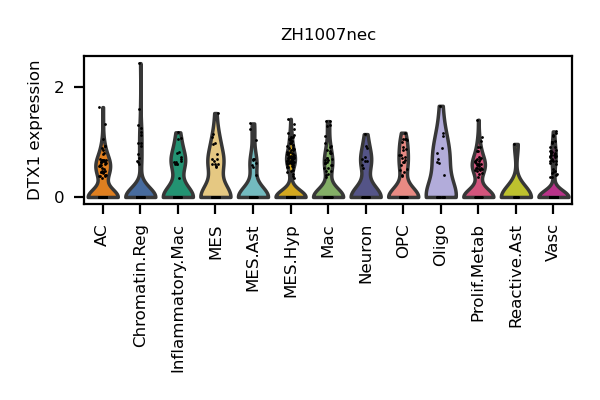 ZH1007nec
DTX1 expression
2
0
AC
Chromatin.Reg
Inflammatory.Mac
MES
MES.Ast
MES.Hyp
Mac
Neuron
OPC
Oligo
Prolif.Metab
Reactive.Ast
Vasc